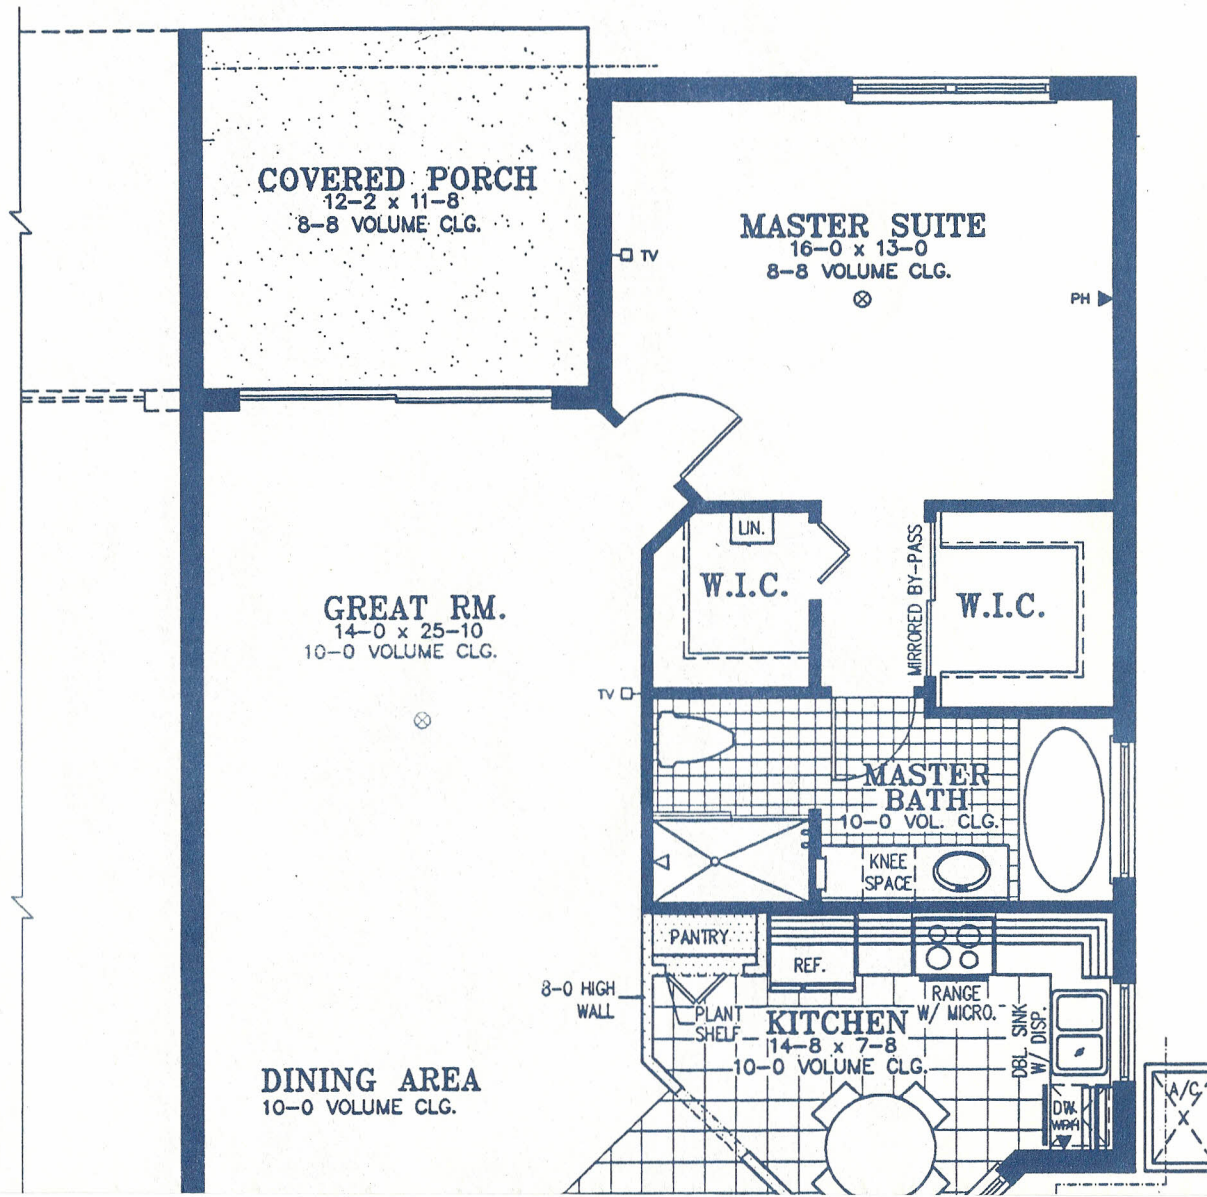 COVERED PORCH
12-2 x 11-8
8-8 VOLUME CLG.
MASTER SUITE
16-0 x 13-0
8-8 VOLUME CLG.
TV
PH
LIN.
W.I.C.
MIRRORED BY-PASS
W.I.C.
GREAT RM.
14-0 x 25-10
10-0 VOLUME CLG.
TV
MASTER
BATH
10-0 VOL. CLG.
KNEE
SPACE
PANTRY
REF.
8-0 HIGH
WALL
PLANT
SHELF
RANGE
W/ MICRO.
DBL SINK
W/ DISP.
KITCHEN
14-8 x 7-8
10-0 VOLUME CLG.
DINING AREA
10-0 VOLUME CLG.
DW.
WPH
A/C